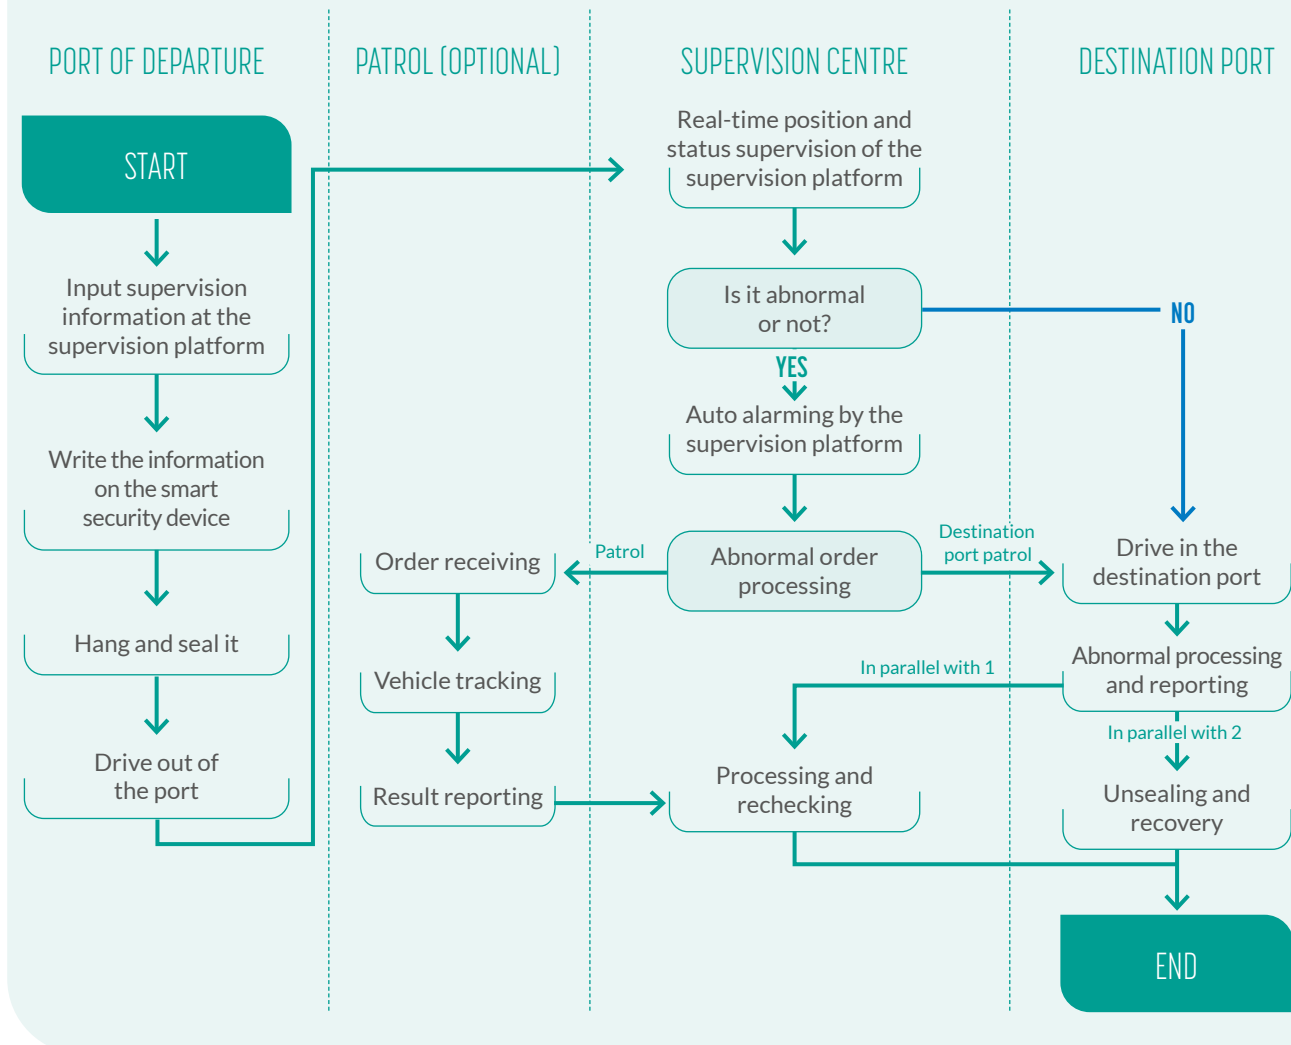 PORT OF DEPARTURE
PATROL (OPTIONAL)
SUPERVISION CENTRE
DESTINATION PORT
START
Input supervision
information at the
supervision platform
Write the information
on the smart
security device
Hang and seal it
Drive out of
the port
Order receiving
Vehicle tracking
Result reporting
Real-time position and
status supervision of the
supervision platform
Is it abnormal
or not?
NO
YES
Auto alarming by the
supervision platform
Patrol
Abnormal order
processing
Destination
port patrol
In parallel with 1
Processing and
rechecking
Drive in the
destination port
Abnormal processing
and reporting
In parallel with 2
Unsealing and
recovery
END